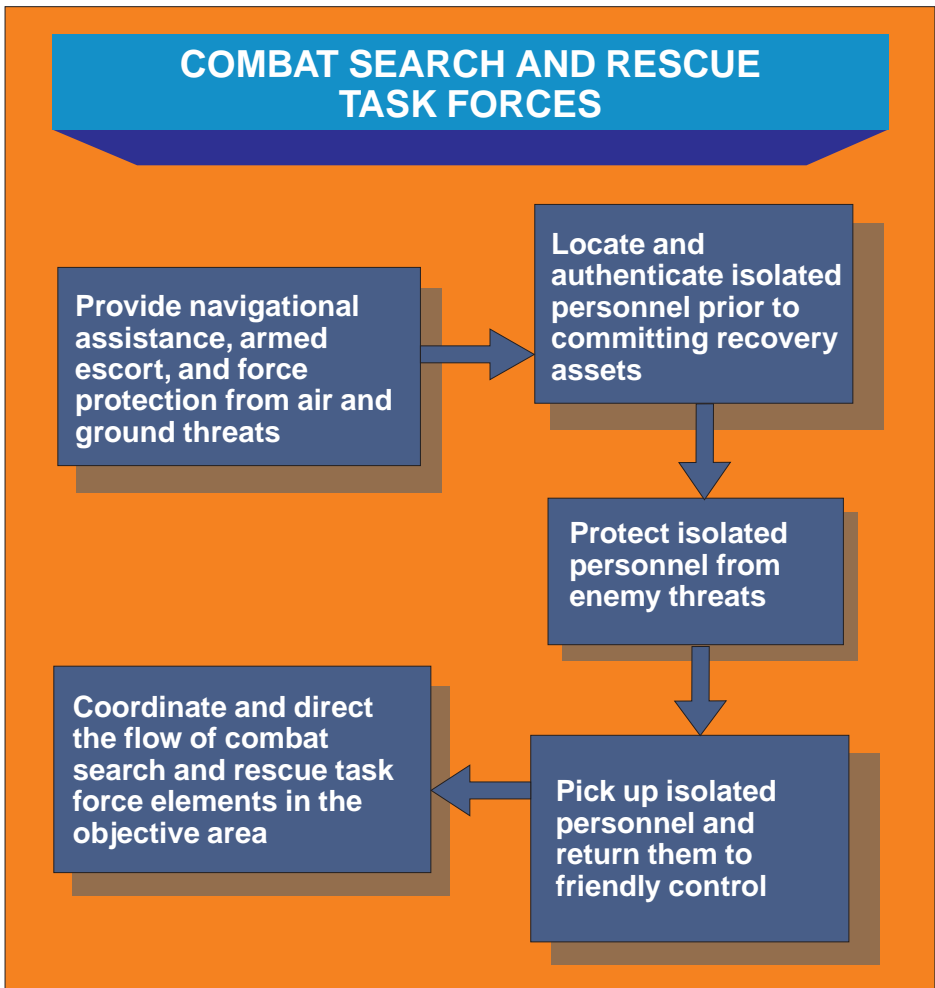 COMBAT SEARCH AND RESCUE
TASK FORCES
Provide navigational
assistance, armed
escort, and force
protection from air and
ground threats
Locate and
authenticate isolated
personnel prior to
committing recovery
assets
Protect isolated
personnel from
enemy threats
Pick up isolated
personnel and
return them to
friendly control
Coordinate and direct
the flow of combat
search and rescue task
force elements in the
objective area